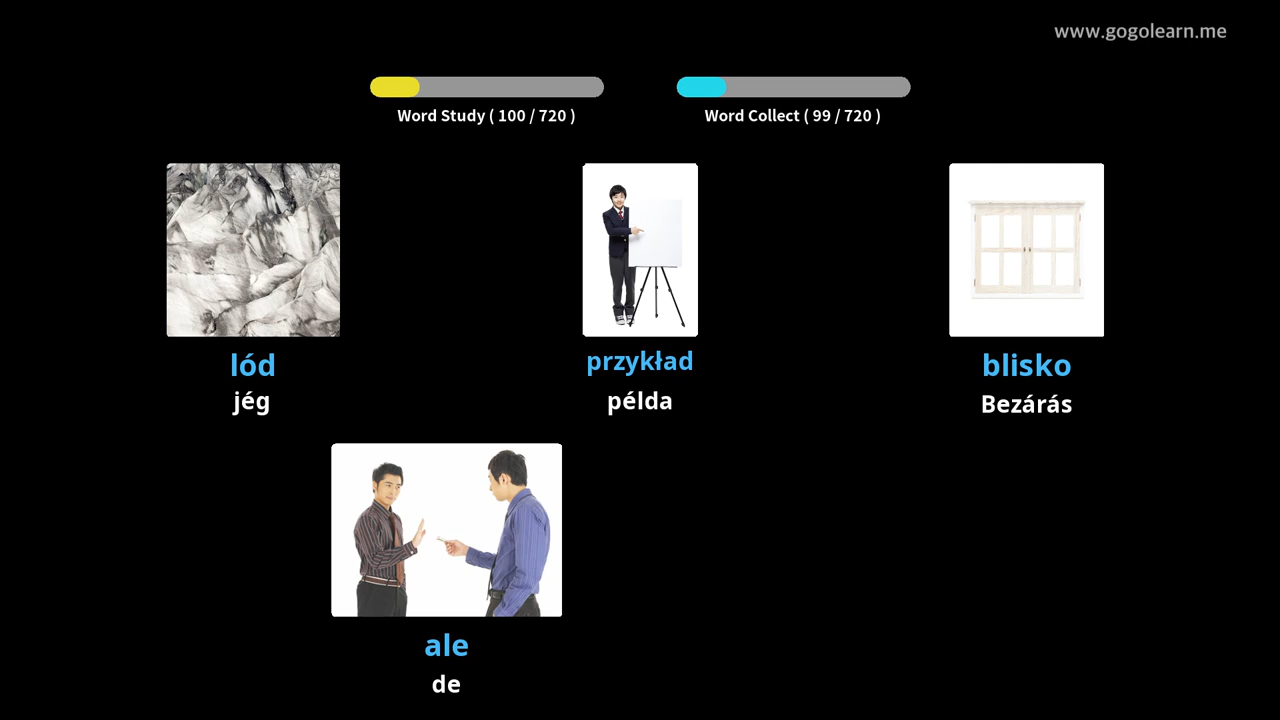 www.gogolearn.me
Word Study ( 100 / 720 )
Word Collect ( 99 / 720 )
lód
jég
przykład
példa
blisko
Bezárás
ale
de